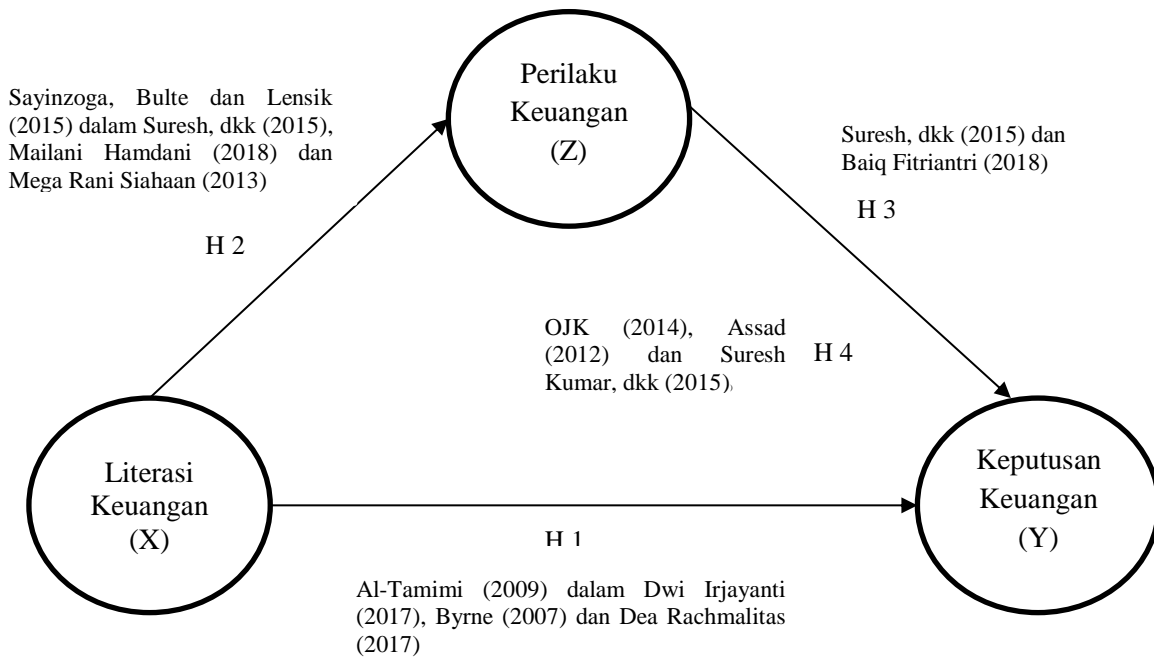 Perilaku
Keuangan
(Z)
Sayinzoga, Bulte dan Lensik
(2015) dalam Suresh, dkk (2015),
Mailani Hamdani (2018) dan
Mega Rani Siahaan (2013)
Suresh, dkk (2015) dan
Baiq Fitriantri (2018)
H 3
H 2
OJK (2014), Assad
(2012) dan Suresh
Kumar, dkk (2015)
H 4
Literasi
Keuangan
(X)
Keputusan
Keuangan
(Y)
H 1
Al-Tamimi (2009) dalam Dwi Irjayanti
(2017), Byrne (2007) dan Dea Rachmalitas
(2017)